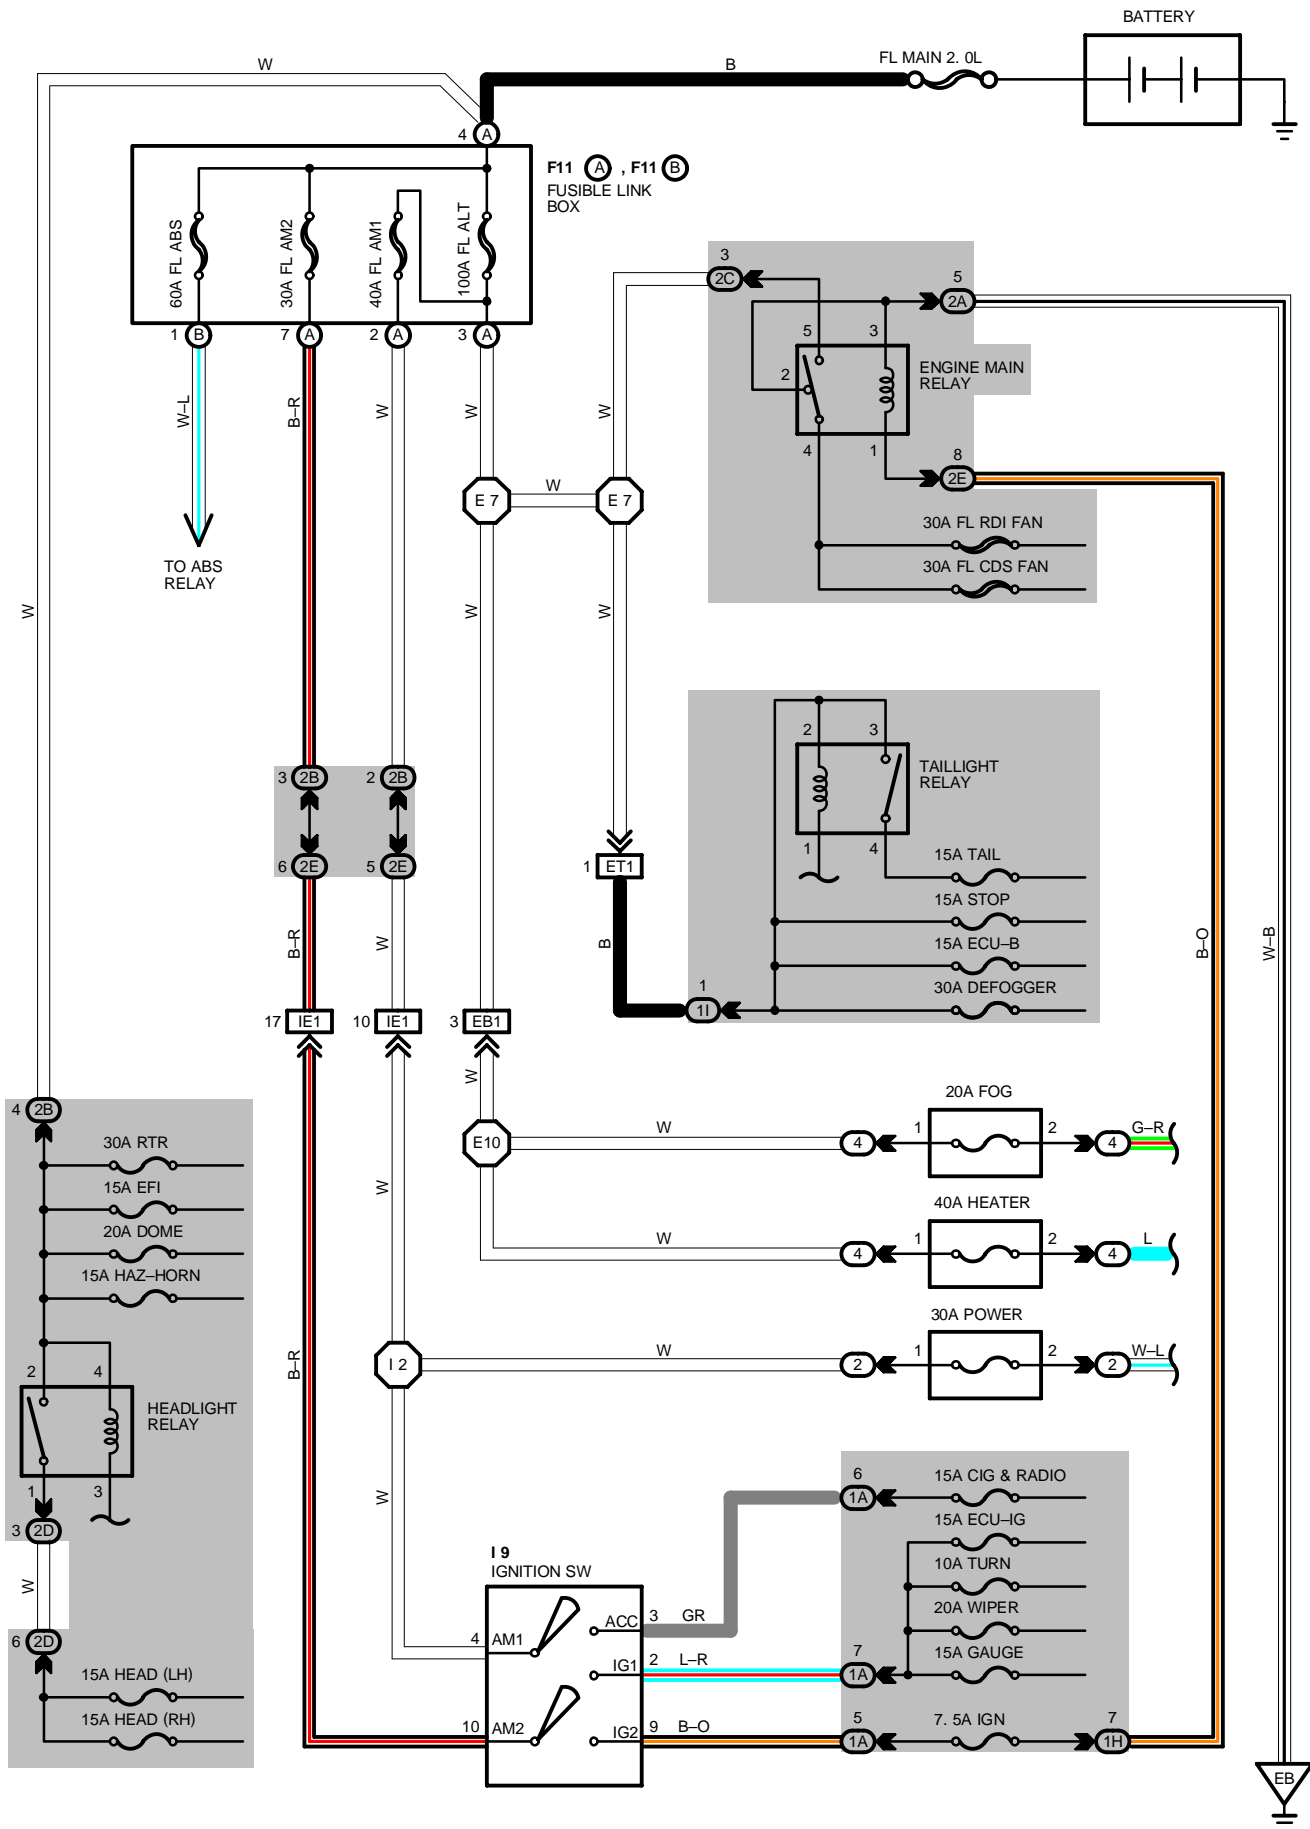 BATTERY
FL MAIN 2. 0L
W
B
4 A
F11 A , F11 B
FUSIBLE LINK
BOX
60A FL ABS
30A FL AM2
40A FL AM1
100A FL ALT
1 B
7 A
2 A
3 A
W–L
B–R
W
W
W
TO ABS
RELAY
3
2C
5
2A
5
3
2
ENGINE MAIN
RELAY
4
1
8
2E
E 7
W
E 7
30A FL RDI FAN
30A FL CDS FAN
W
W
W
2
3
TAILLIGHT
RELAY
1
4
3 2B
2 2B
6 2E
5 2E
1 ET1
15A TAIL
15A STOP
15A ECU–B
30A DEFOGGER
B–R
W
B
B–O
W–B
1
1I
17 IE1
10 IE1
3 EB1
W
4 2B
30A RTR
15A EFI
20A DOME
15A HAZ–HORN
2
4
HEADLIGHT
RELAY
1
3
3 2D
W
6 2D
15A HEAD (LH)
15A HEAD (RH)
E10
W
4
1
20A FOG
2
4
G–R
W
W
4
1
40A HEATER
2
4
L
B–R
I 2
W
2
1
30A POWER
2
2
W–L
W
I 9
IGNITION SW
4 AM1
ACC 3 GR
IG1 2 L–R
10 AM2
IG2 9 B–O
6
1A
15A CIG & RADIO
15A ECU–IG
10A TURN
20A WIPER
15A GAUGE
7
1A
5
1A
7. 5A IGN
7
1H
EB